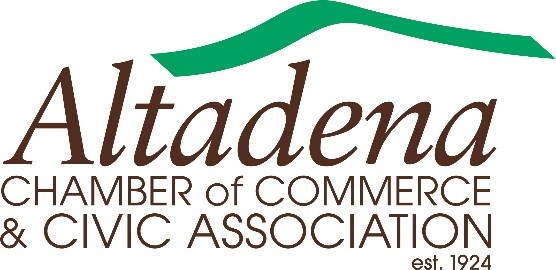 Altadena
CHAMBER of COMMERCE
& CIVIC ASSOCIATION
est. 1924